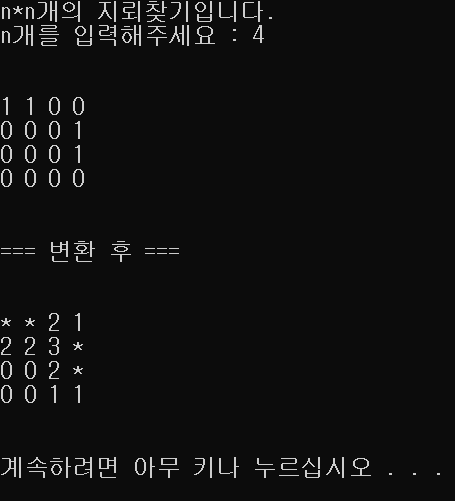 n*n개의 지뢰찾기입니다.
n개를 입력해주세요 : 4
1 1 0 0
0 0 0 1
0 0 0 1
0 0 0 0
=== 변환 후 ===
* * 2 1
2 2 3 *
0 0 2 *
0 0 1 1
계속하려면 아무 키나 누르십시오 . . .